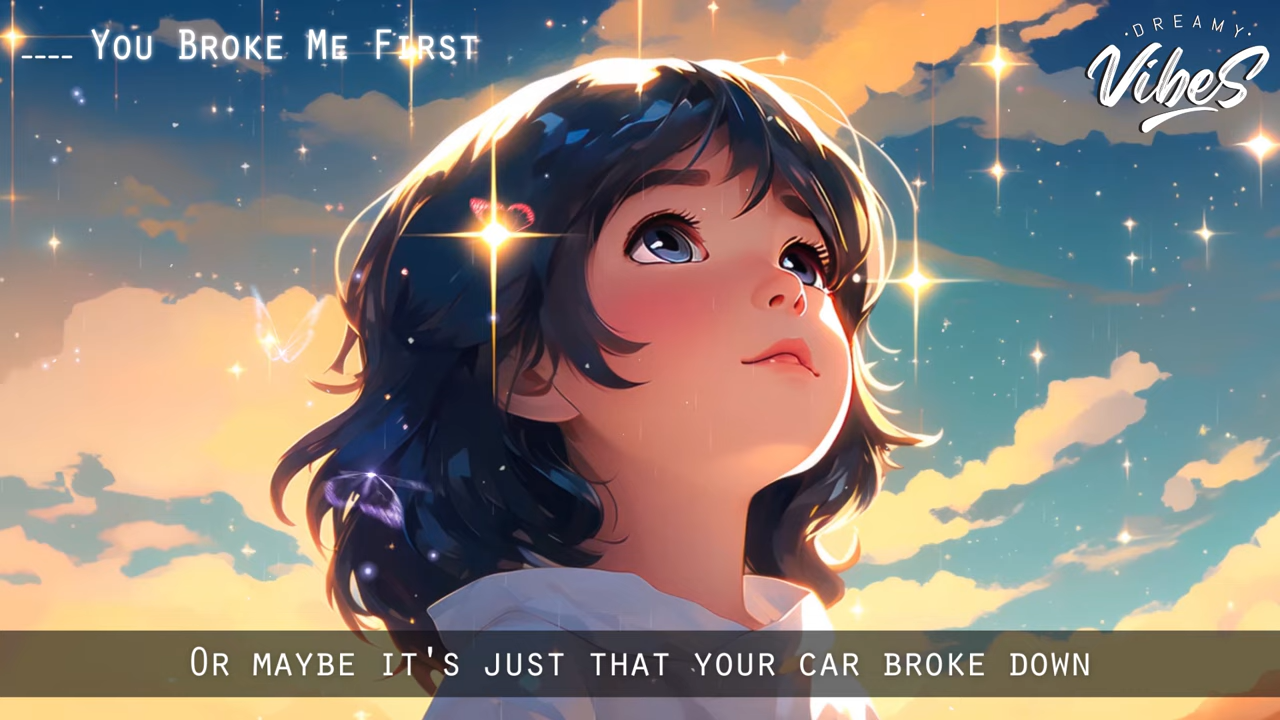 ____ You Broke Me First
·DREAMY·
Vibes
Or maybe it's just that your car broke down